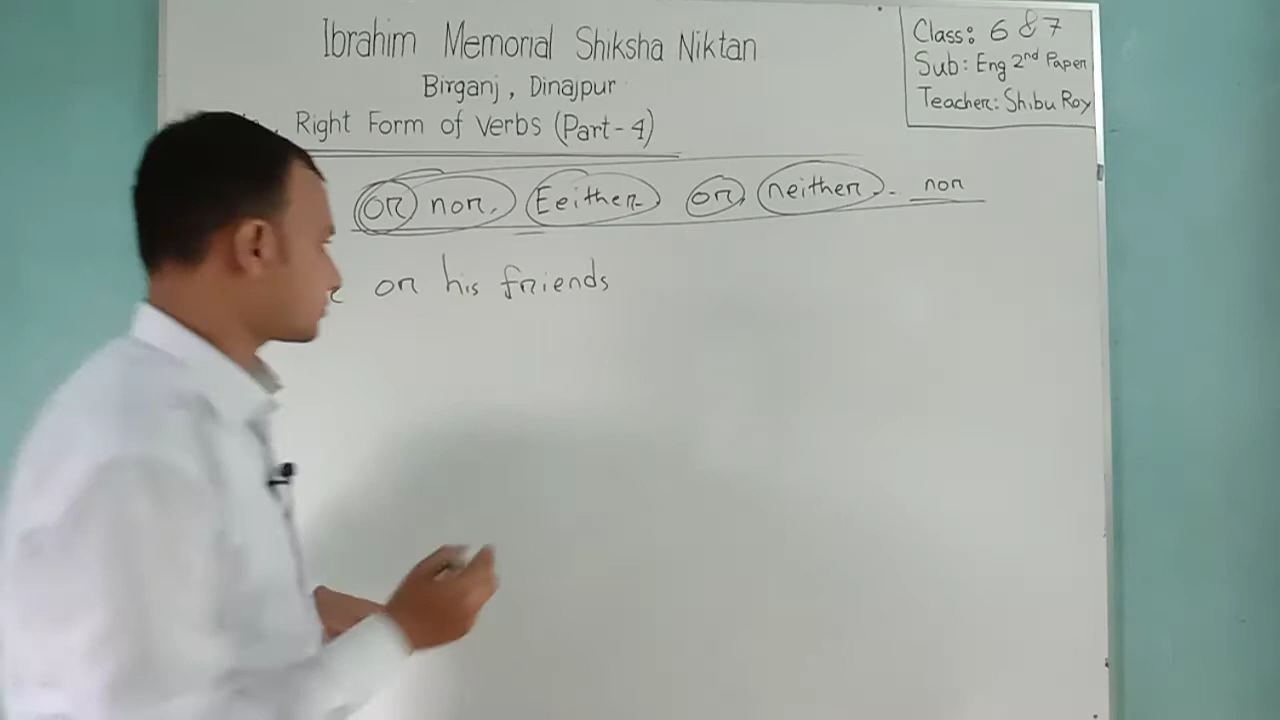 Ibrahim Memorial Shiksha Niktan
Birganj, Dinajpur
Right Form of Verbs (Part-4)
Class: 6 & 7
Sub: Eng 2nd Paper
Teacher: Shibu Roy
or nor, Eeither or, neither - nor
or his friends